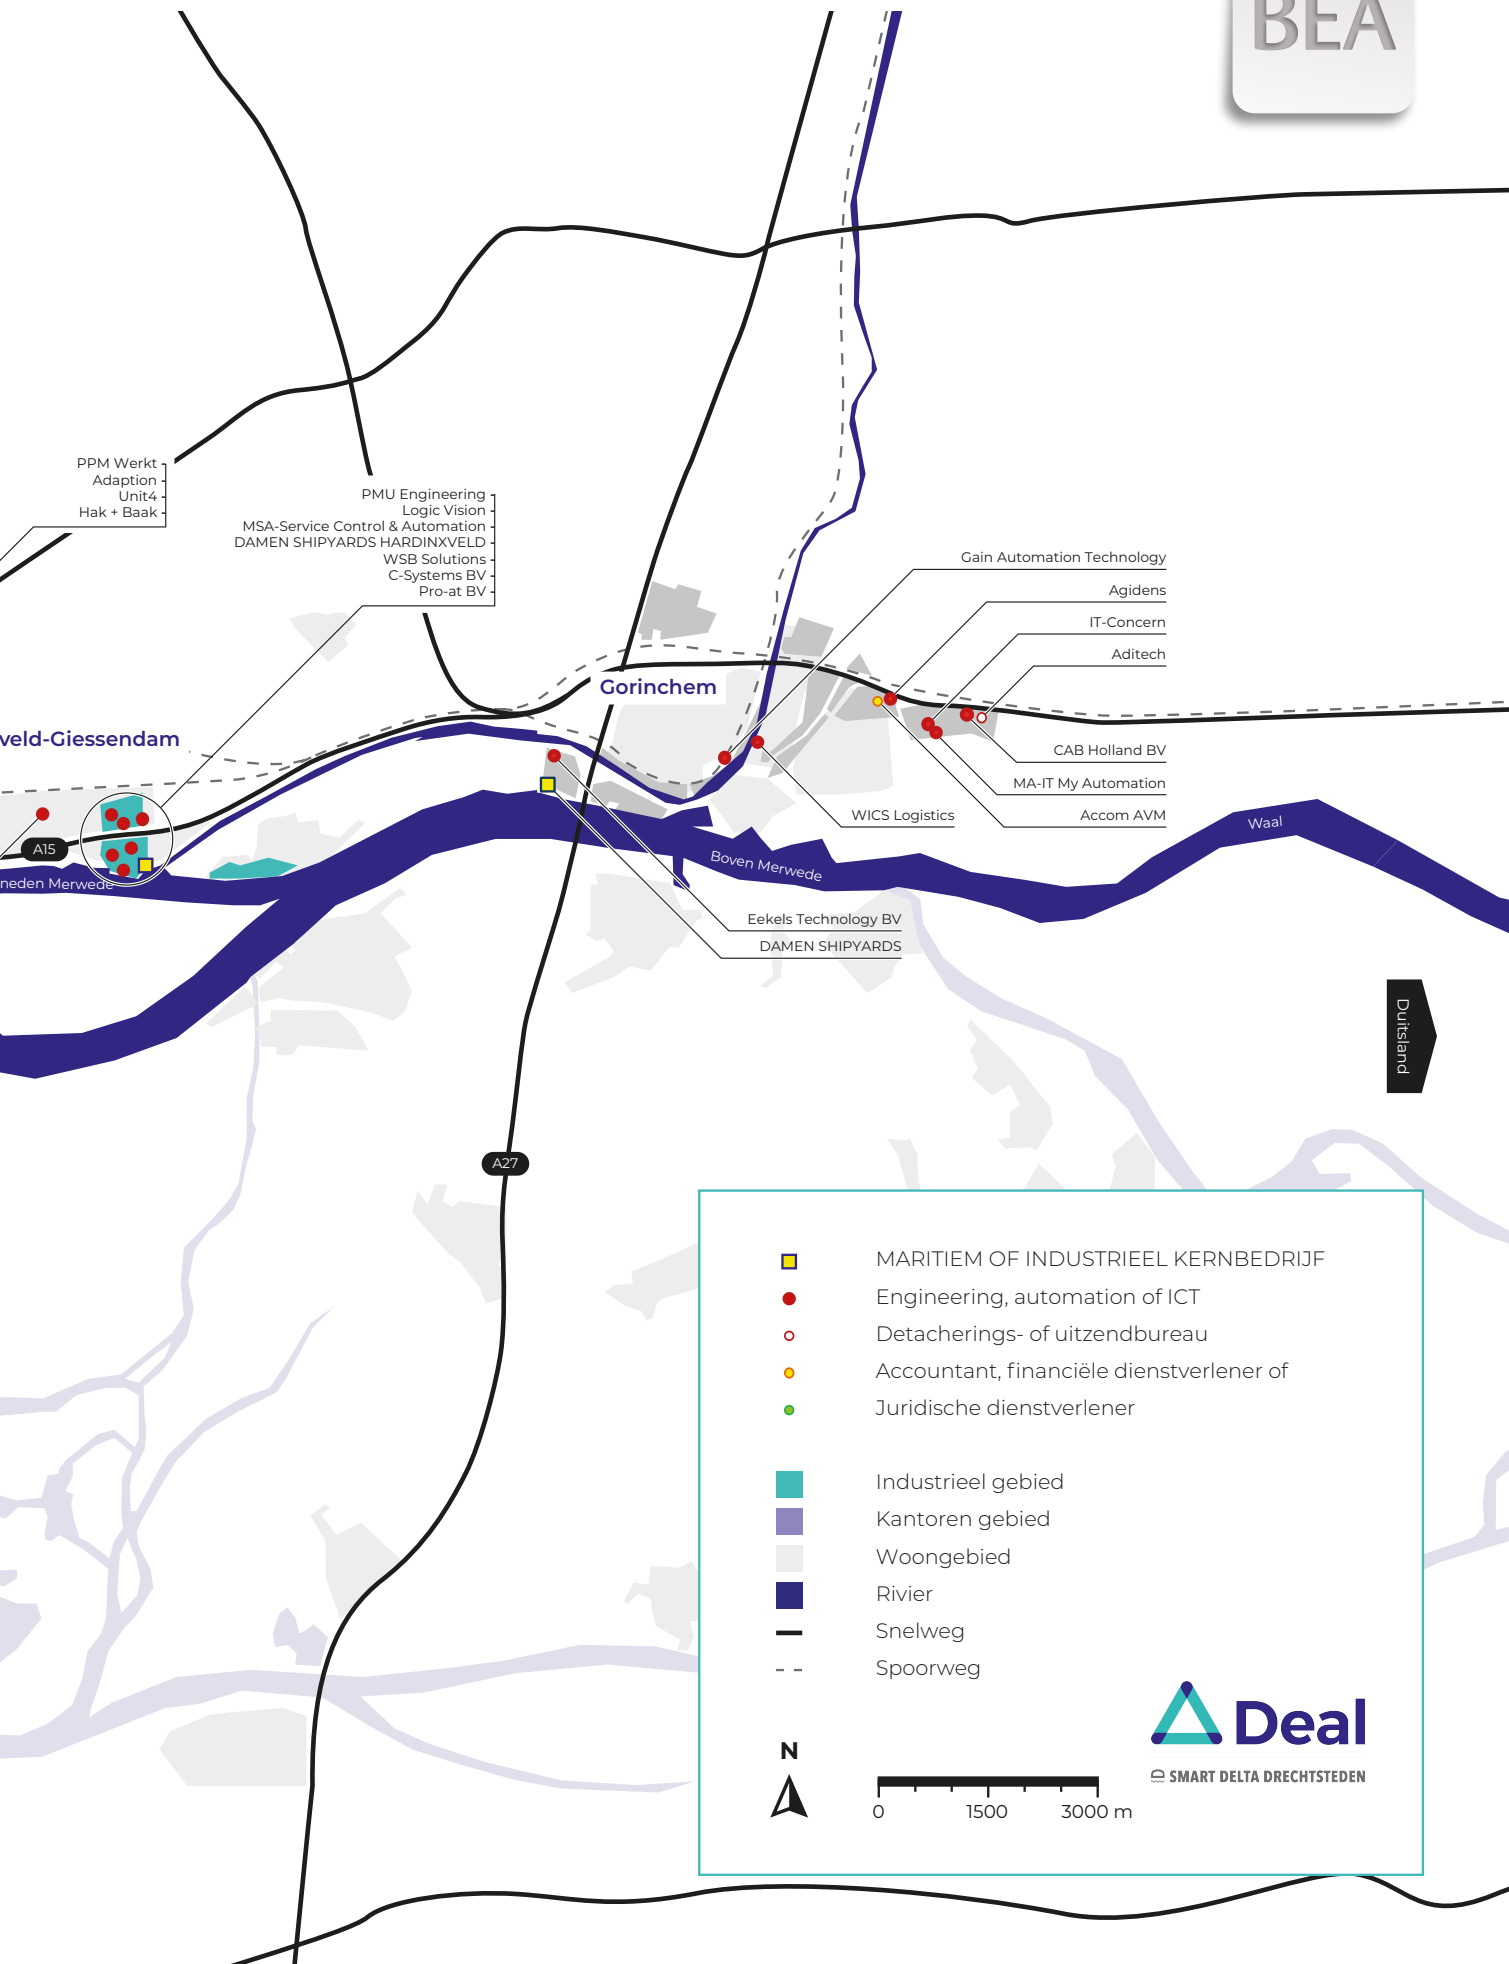 BEA
PPM Werkt
Adaption
Unit4
Hak + Baak
PMU Engineering
Logic Vision
MSA-Service Control & Automation
DAMEN SHIPYARDS HARDINXVELD
WSB Solutions
C-Systems BV
Pro-at BV
Gain Automation Technology
Agidens
IT-Concern
Aditech
Gorinchem
veld-Giessendam
CAB Holland BV
MA-IT My Automation
WICS Logistics
Accom AVM
Waal
A15
Boven Merwede
neden Merwede
Eekels Technology BV
DAMEN SHIPYARDS
Duitsland
A27
MARITIEM OF INDUSTRIEEL KERNBEDRIJF
Engineering, automation of ICT
Detacherings- of uitzendbureau
Accountant, financiële dienstverlener of
Juridische dienstverlener
Industrieel gebied
Kantoren gebied
Woongebied
Rivier
Snelweg
Spoorweg
Deal
SMART DELTA DRECHTSTEDEN
N
0 1500 3000 m